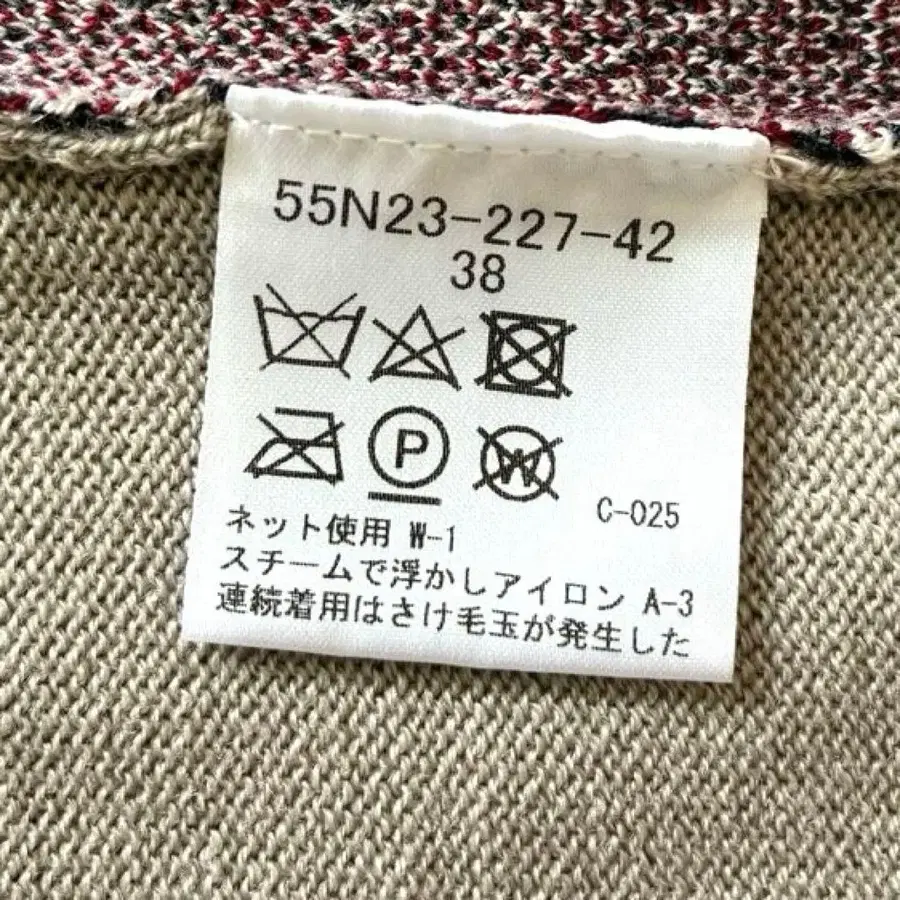 55N23-227-42
38
P
W
C-025
ネット使用 W-1
スチームで浮かしアイロン A-3
連続着用はさけ毛玉が発生した